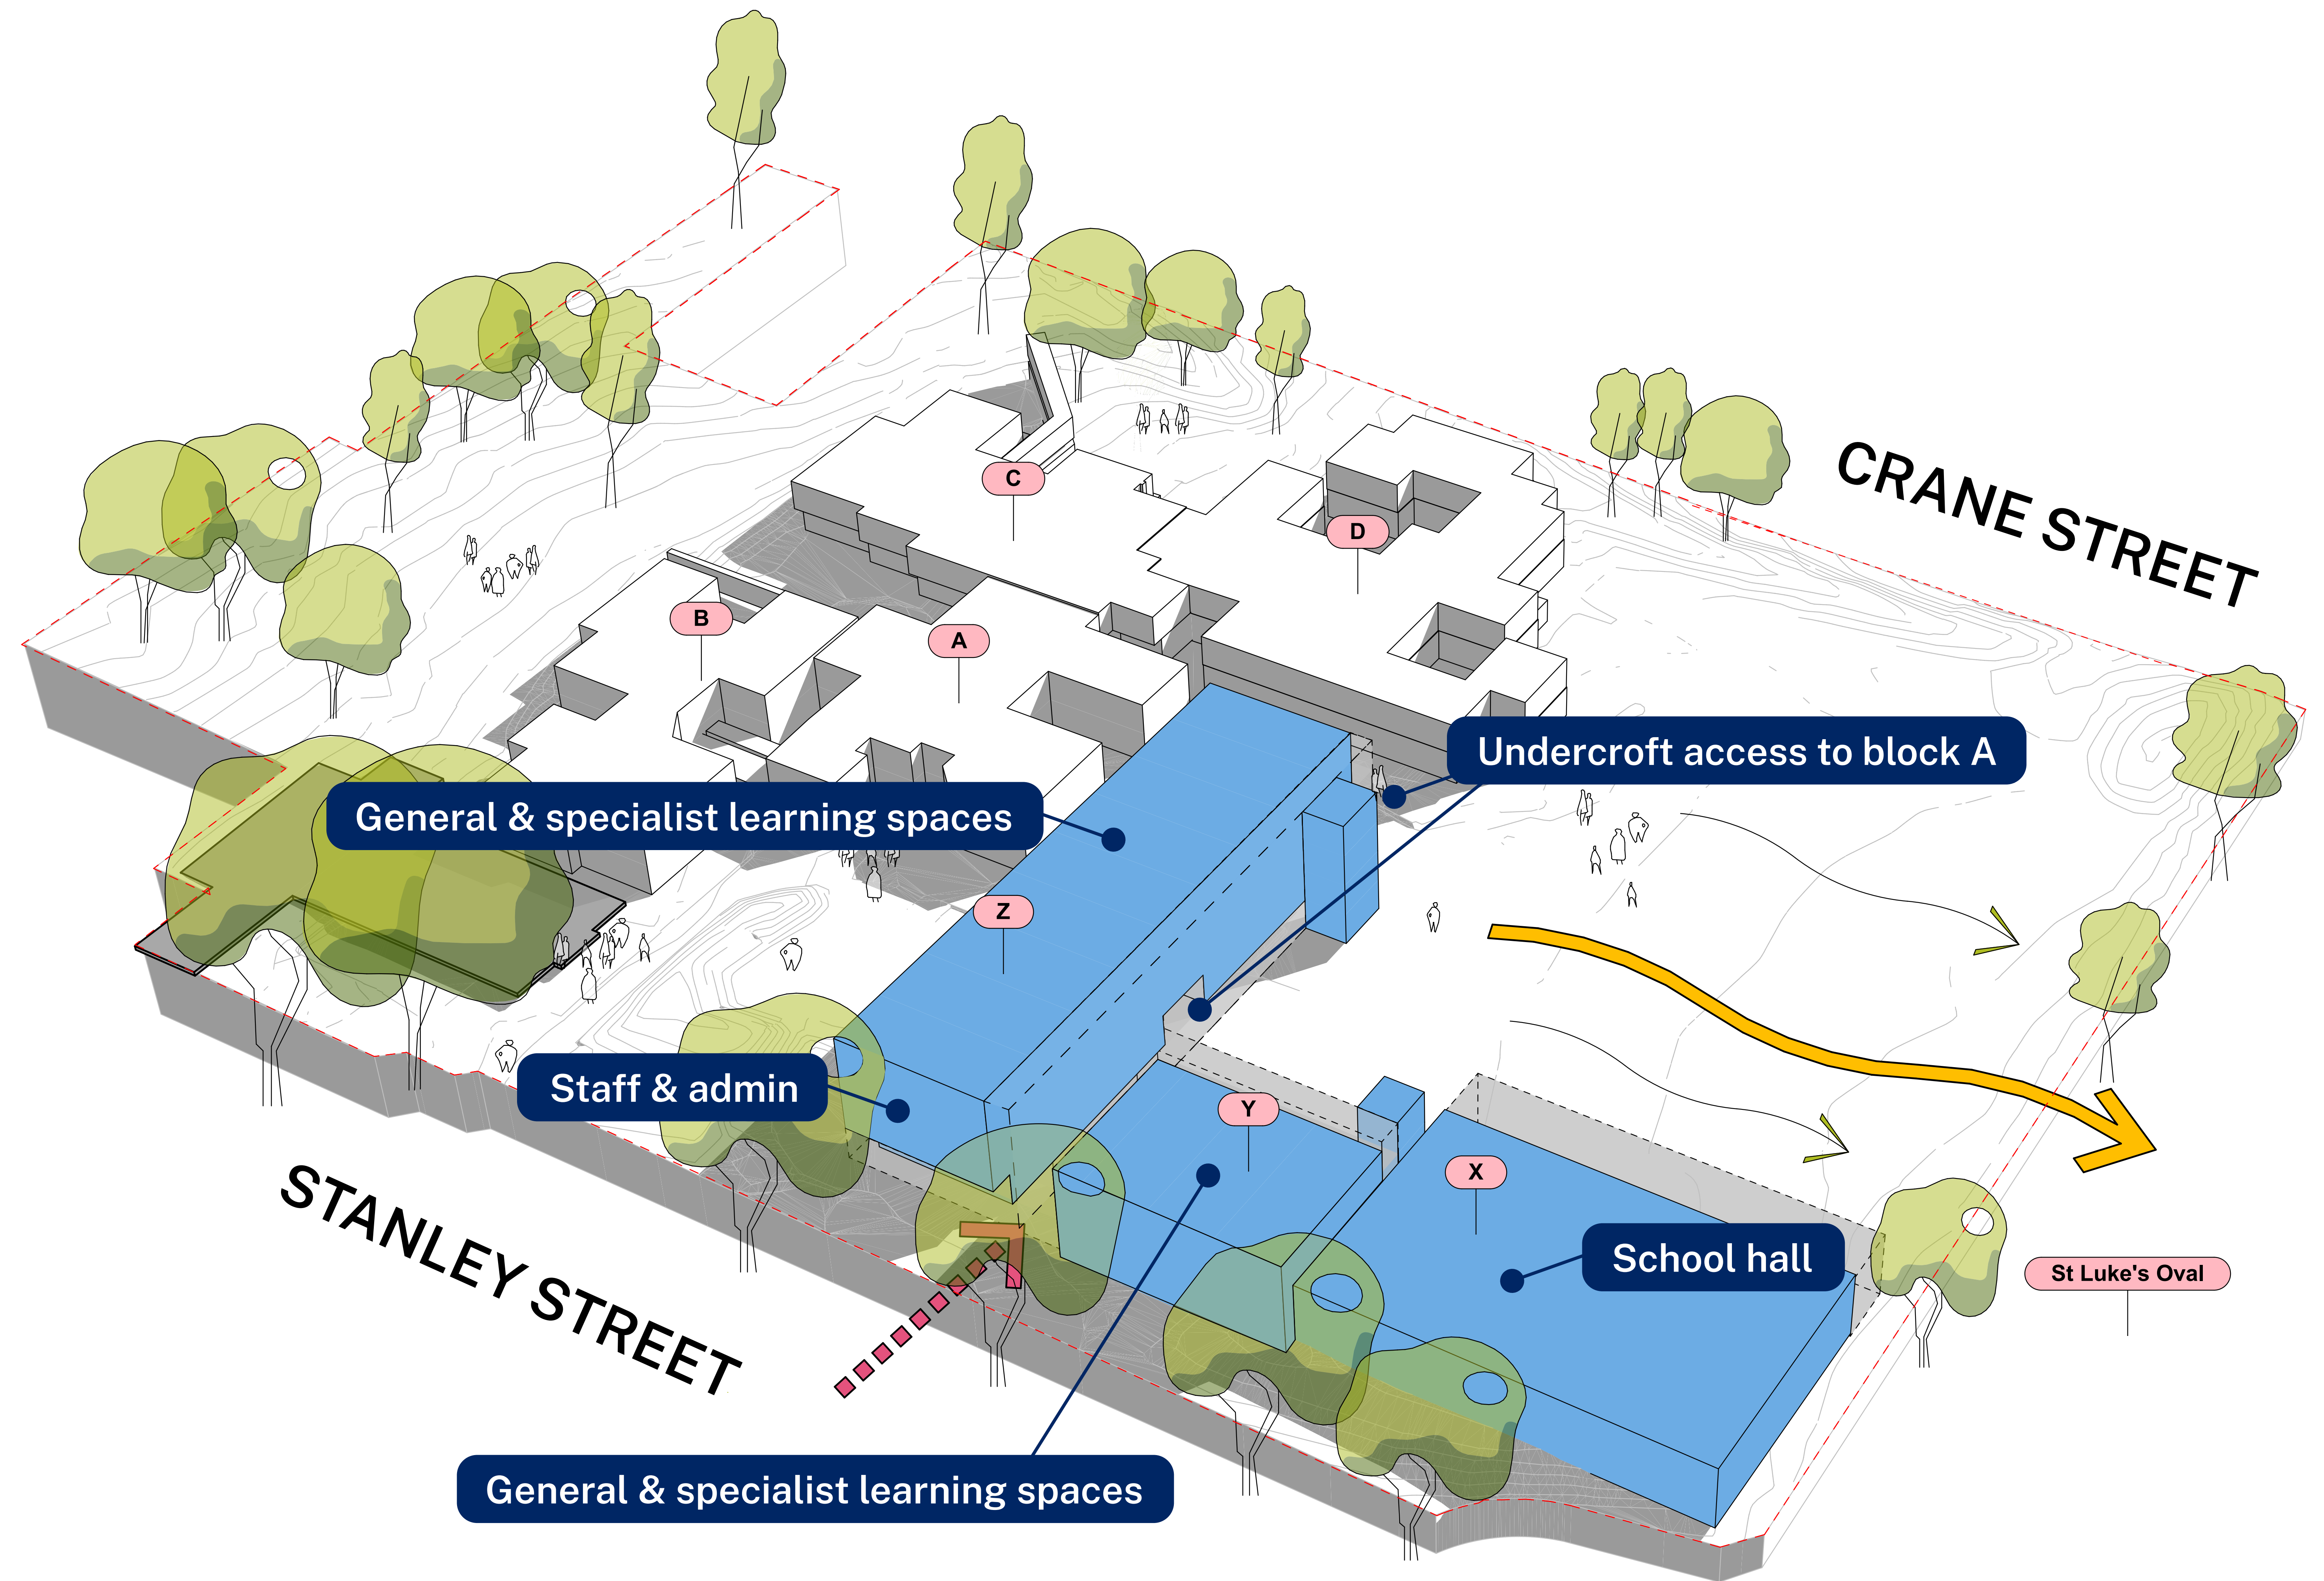 CRANE STREET
C
D
B
A
Undercroft access to block A
General & specialist learning spaces
Z
Staff & admin
Y
X
School hall
St Luke's Oval
STANLEY STREET
General & specialist learning spaces